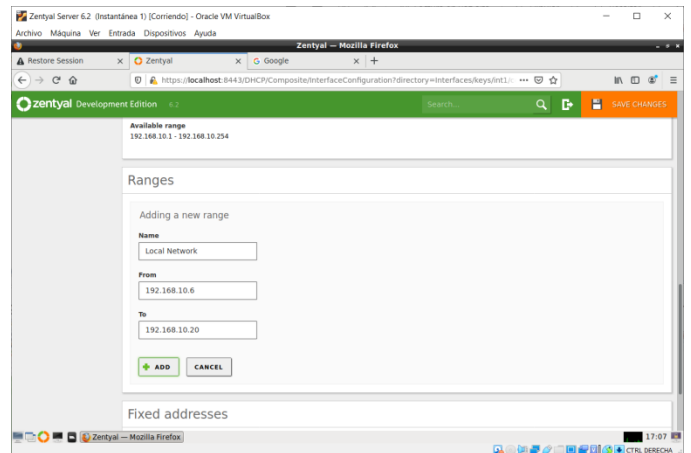 Zentyal Server 6.2 (Instantánea 1) [Corriendo] - Oracle VM VirtualBox
Archivo Máquina Ver Entrada Dispositivos Ayuda
Zentyal — Mozilla Firefox
Restore Session
Zentyal
Google
https://localhost:8443/DHCP/Composite/InterfaceConfiguration?directory=Interfaces/keys/int1/
zentyal Development Edition 6.2
Search...
SAVE CHANGES
Available range
192.168.10.1 - 192.168.10.254
Ranges
Adding a new range
Name
Local Network
From
192.168.10.6
To
192.168.10.20
+ ADD
CANCEL
Fixed addresses
Zentyal — Mozilla Firefox
17:07
CTRL DERECHA